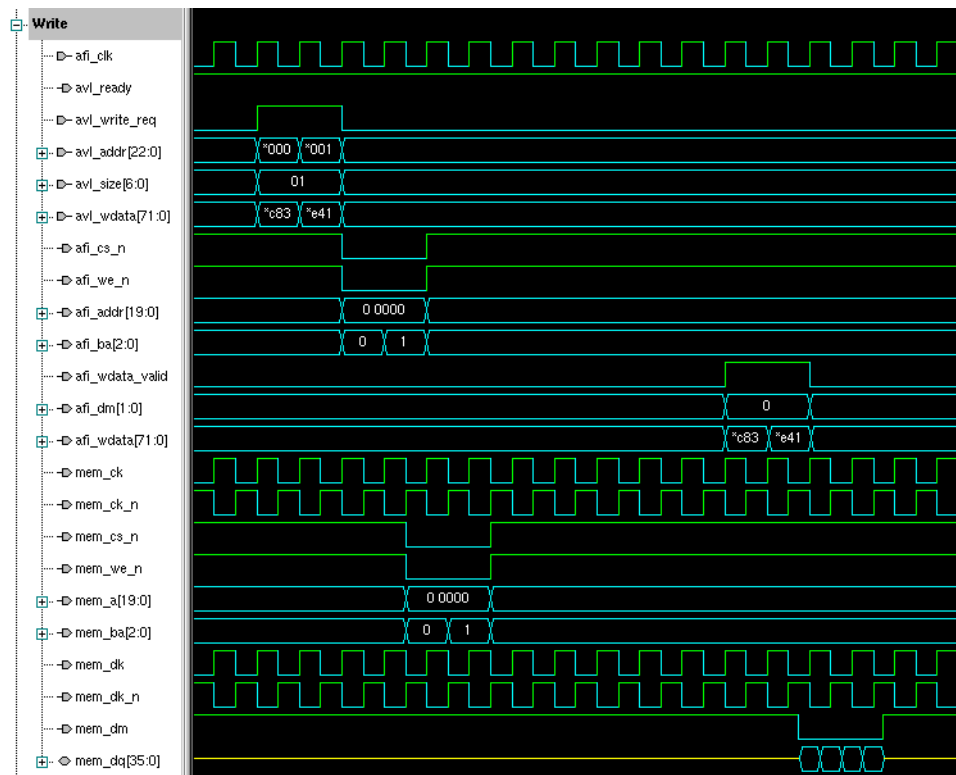 Write
afi_clk
avl_ready
avl_write_req
avl_addr[22:0] *000 *001
avl_size[6:0] 01
avl_wdata[71:0] *c83 *e41
afi_cs_n
afi_we_n
afi_addr[19:0] 0 0000
afi_ba[2:0] 0 1
afi_wdata_valid
afi_dm[1:0] 0
afi_wdata[71:0] *c83 *e41
mem_ck
mem_ck_n
mem_cs_n
mem_we_n
mem_a[19:0] 0 0000
mem_ba[2:0] 0 1
mem_dk
mem_dk_n
mem_dm
mem_dq[35:0]